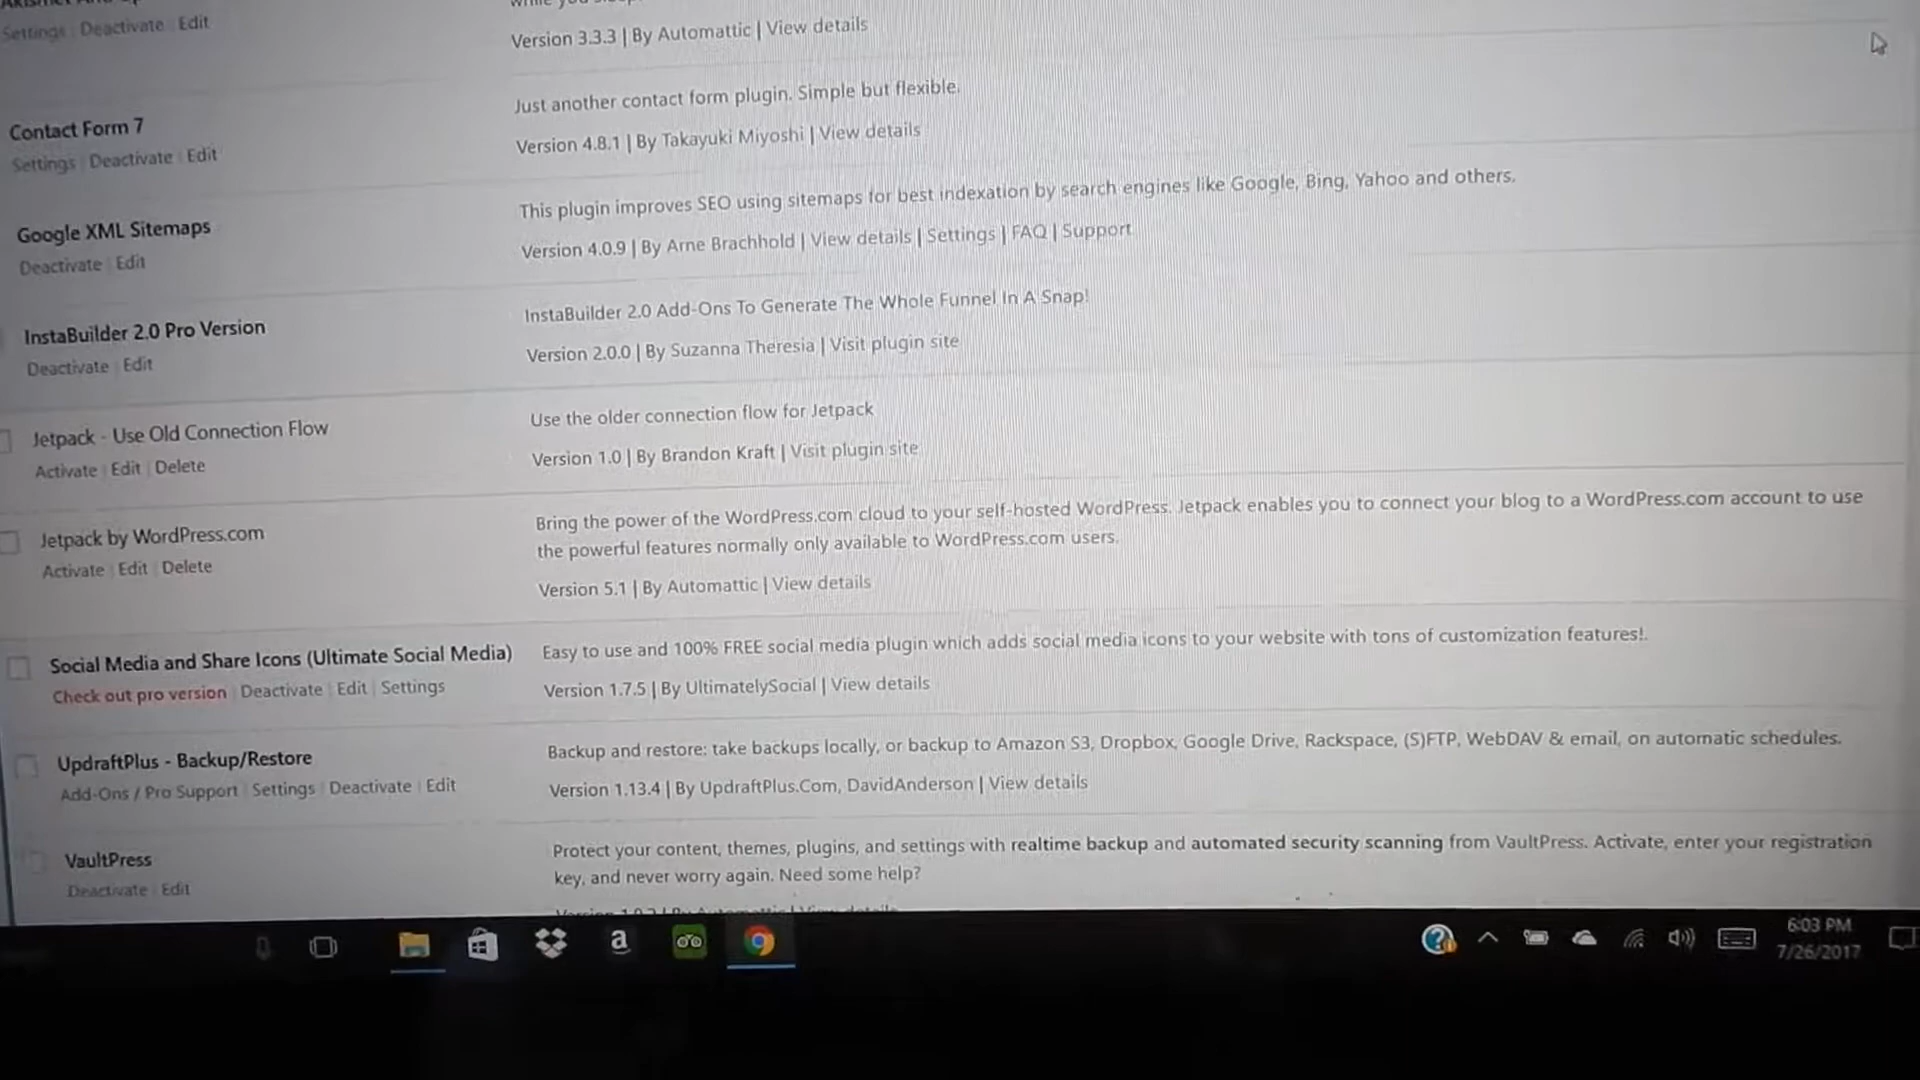 Settings Deactivate Edit
Version 3.3.3 | By Automattic | View details
Contact Form 7
Just another contact form plugin. Simple but flexible.
Settings Deactivate Edit
Version 4.8.1 | By Takayuki Miyoshi | View details
Google XML Sitemaps
This plugin improves SEO using sitemaps for best indexation by search engines like Google, Bing, Yahoo and others.
Deactivate Edit
Version 4.0.9 | By Arne Brachhold | View details | Settings | FAQ | Support
InstaBuilder 2.0 Pro Version
InstaBuilder 2.0 Add-Ons To Generate The Whole Funnel In A Snap!
Deactivate Edit
Version 2.0.0 | By Suzanna Theresia | Visit plugin site
Jetpack - Use Old Connection Flow
Use the older connection flow for Jetpack
Activate Edit Delete
Version 1.0 | By Brandon Kraft | Visit plugin site
Jetpack by WordPress.com
Bring the power of the WordPress.com cloud to your self-hosted WordPress. Jetpack enables you to connect your blog to a WordPress.com account to use
the powerful features normally only available to WordPress.com users.
Activate Edit Delete
Version 5.1 | By Automattic | View details
Social Media and Share Icons (Ultimate Social Media)
Easy to use and 100% FREE social media plugin which adds social media icons to your website with tons of customization features!.
Check out pro version Deactivate Edit Settings
Version 1.7.5 | By UltimatelySocial | View details
UpdraftPlus - Backup/Restore
Backup and restore: take backups locally, or backup to Amazon S3, Dropbox, Google Drive, Rackspace, (S)FTP, WebDAV & email, on automatic schedules.
Add-Ons / Pro Support Settings Deactivate Edit
Version 1.13.4 | By UpdraftPlus.Com, DavidAnderson | View details
VaultPress
Protect your content, themes, plugins, and settings with realtime backup and automated security scanning from VaultPress. Activate, enter your registration
key, and never worry again. Need some help?
Deactivate Edit
By Automattic | View details
6:03 PM
7/26/2017